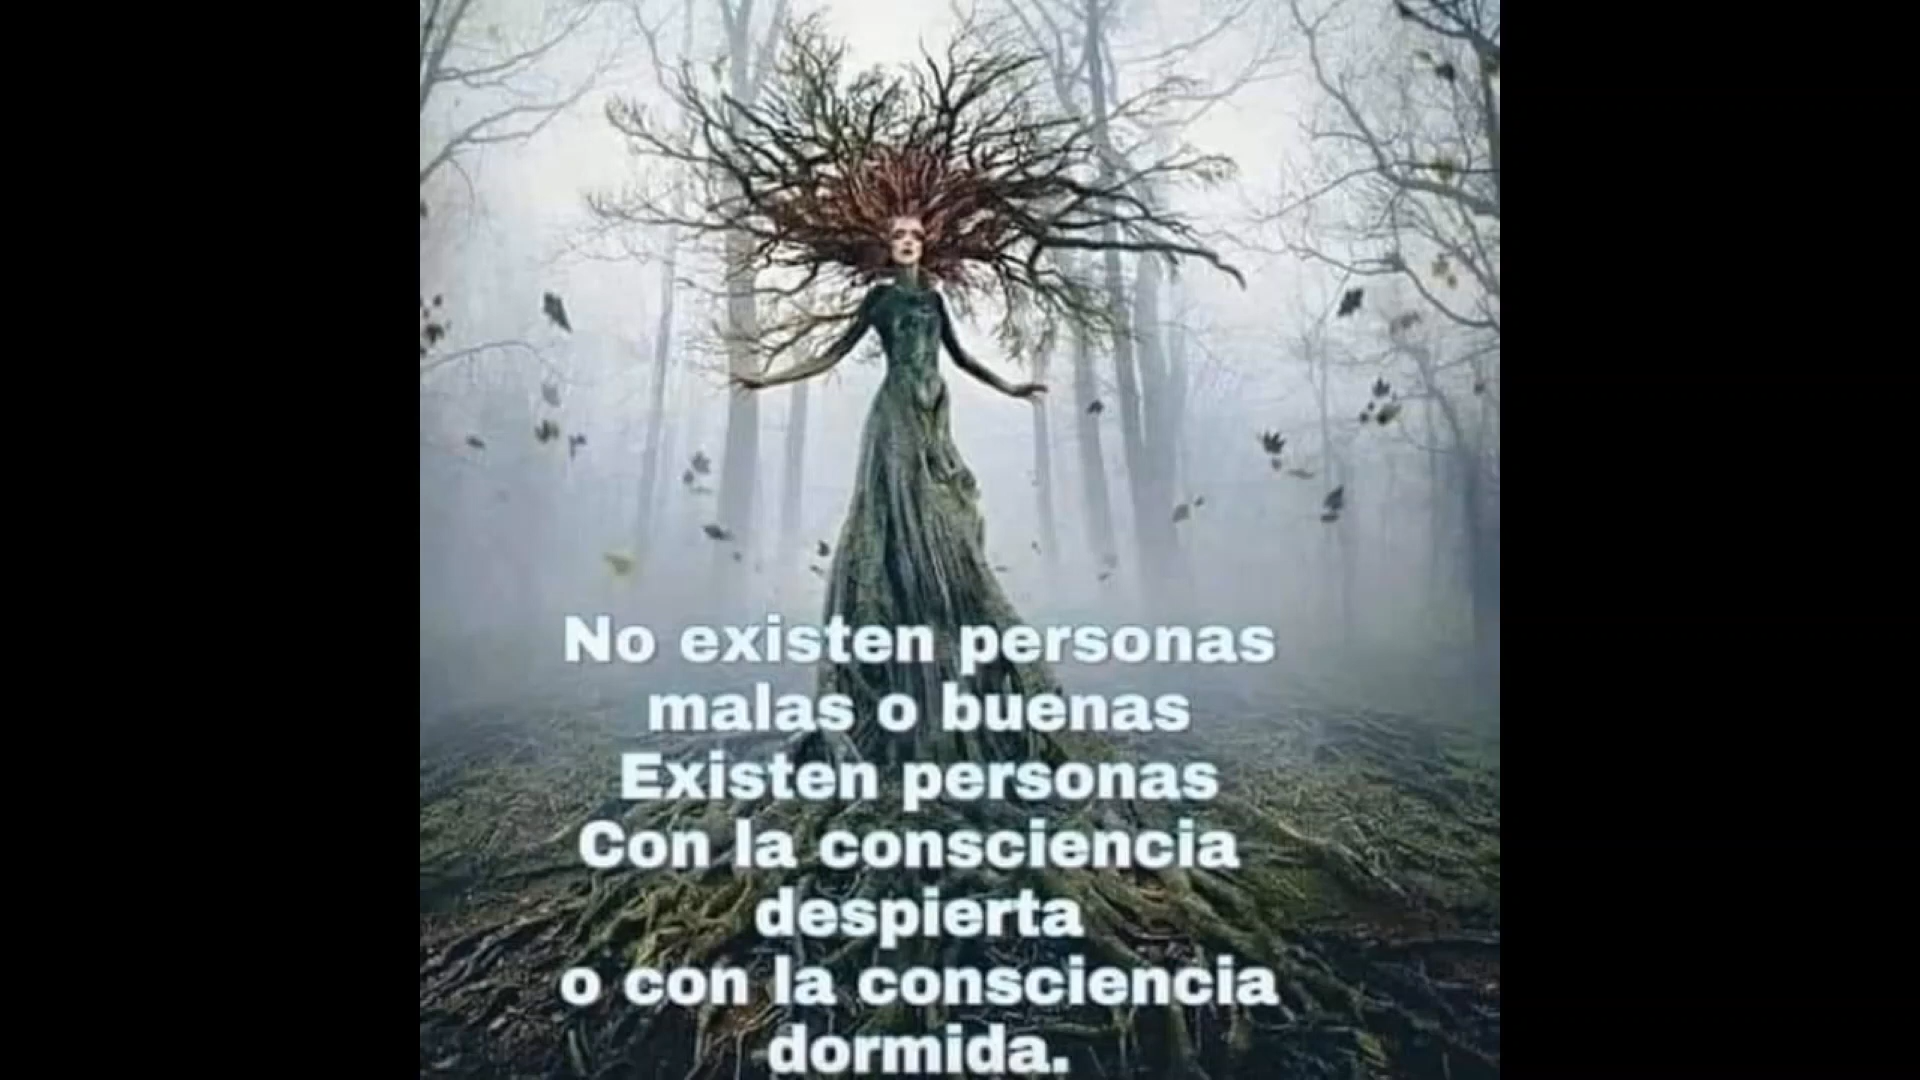 No existen personas
malas o buenas
Existen personas
Con la consciencia
despierta
o con la consciencia
dormida.